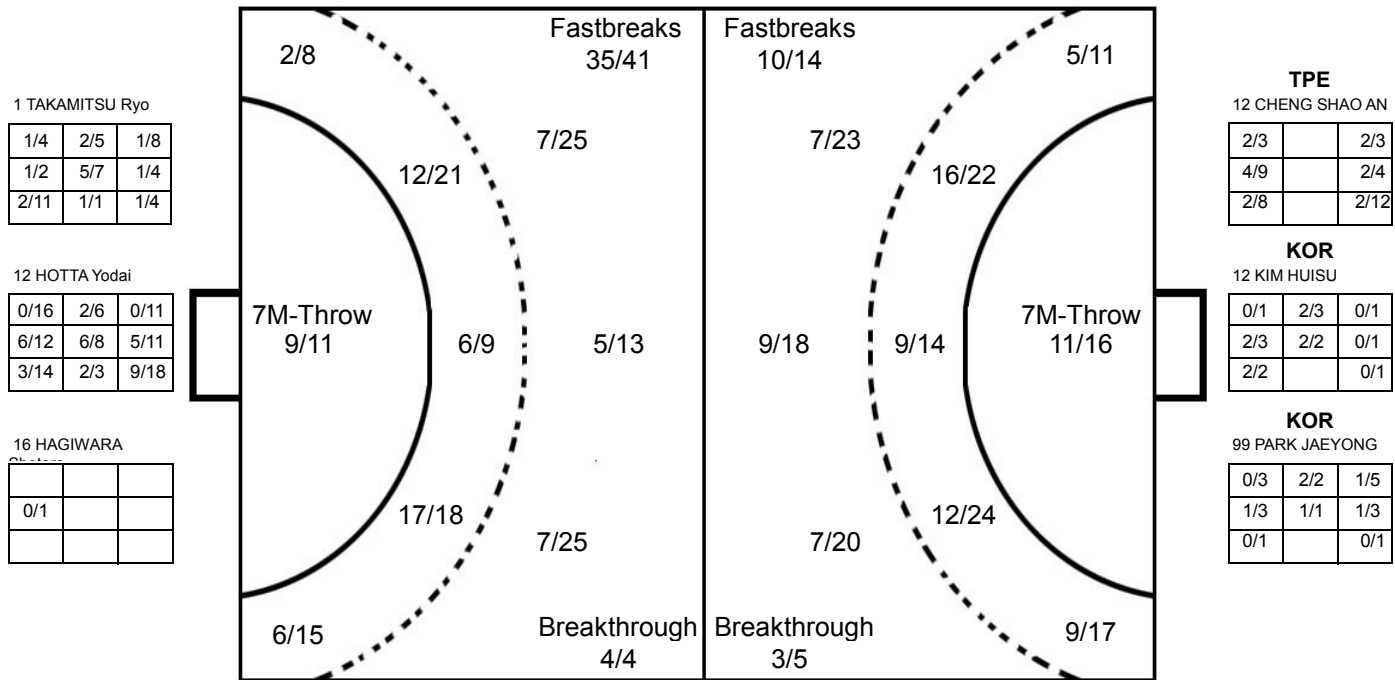 1 TAKAMITSU Ryo
1/4 2/5 1/8
1/2 5/7 1/4
2/11 1/1 1/4
12 HOTTA Yodai
0/16 2/6 0/11
6/12 6/8 5/11
3/14 2/3 9/18
16 HAGIWARA
0/1
Fastbreaks
35/41
2/8
7/25
12/21
7M-Throw
9/11
6/9
5/13
17/18
7/25
6/15
Breakthrough
4/4
Fastbreaks
10/14
5/11
7/23
16/22
9/18
9/14
7M-Throw
11/16
12/24
7/20
9/17
Breakthrough
3/5
TPE
12 CHENG SHAO AN
2/3 2/3
4/9 2/4
2/8 2/12
KOR
12 KIM HUISU
0/1 2/3 0/1
2/3 2/2 0/1
2/2 0/1
KOR
99 PARK JAEYONG
0/3 2/2 1/5
1/3 1/1 1/3
0/1 0/1